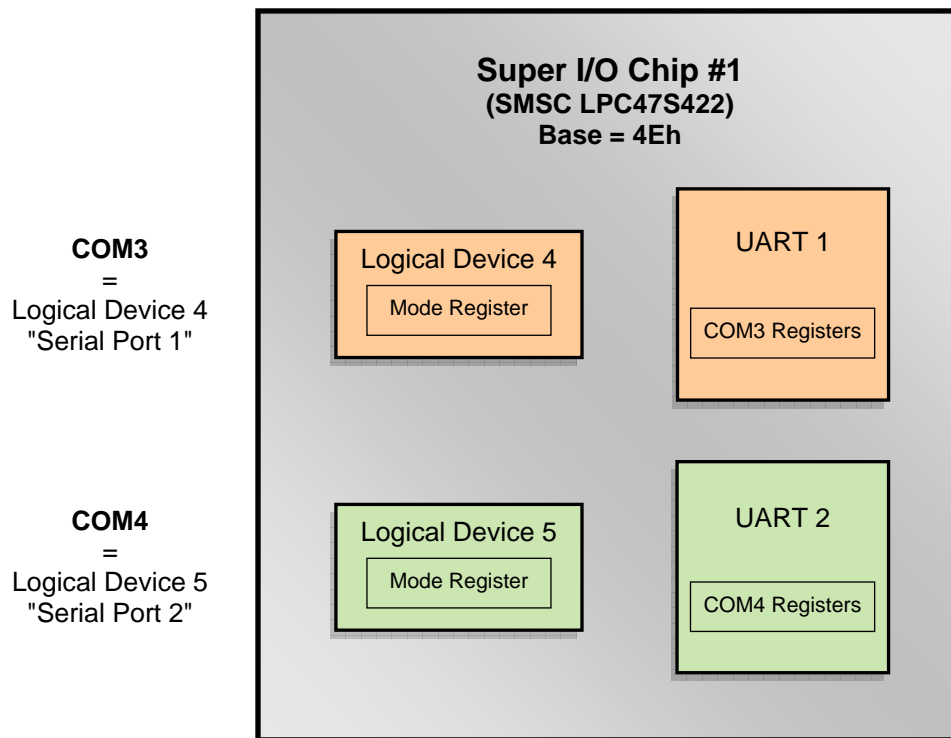 Super I/O Chip #1
(SMSC LPC47S422)
Base = 4Eh
COM3
=
Logical Device 4
"Serial Port 1"
Logical Device 4
Mode Register
UART 1
COM3 Registers
COM4
=
Logical Device 5
"Serial Port 2"
Logical Device 5
Mode Register
UART 2
COM4 Registers